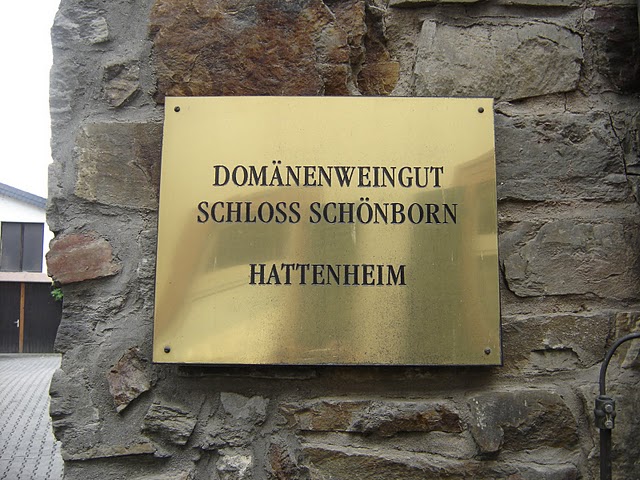 DOMÄNENWEINGUT
SCHLOSS SCHÖNBORN
HATTENHEIM